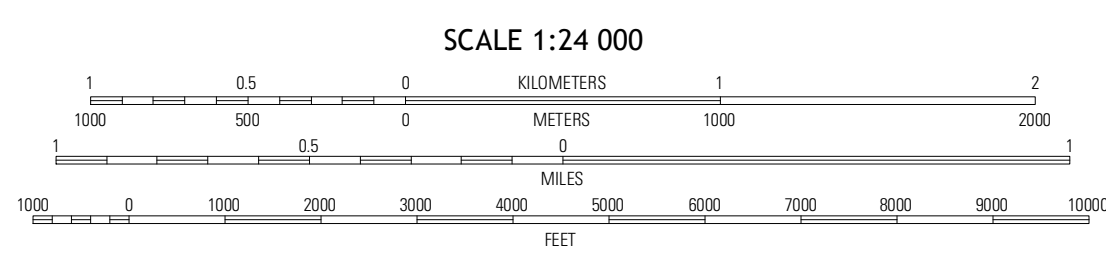 SCALE 1:24 000
1 0.5 0 KILOMETERS 1 2
1000 500 0 METERS 1000 2000
1 0.5 0 1
MILES
1000 0 1000 2000 3000 4000 5000 6000 7000 8000 9000 10000
FEET